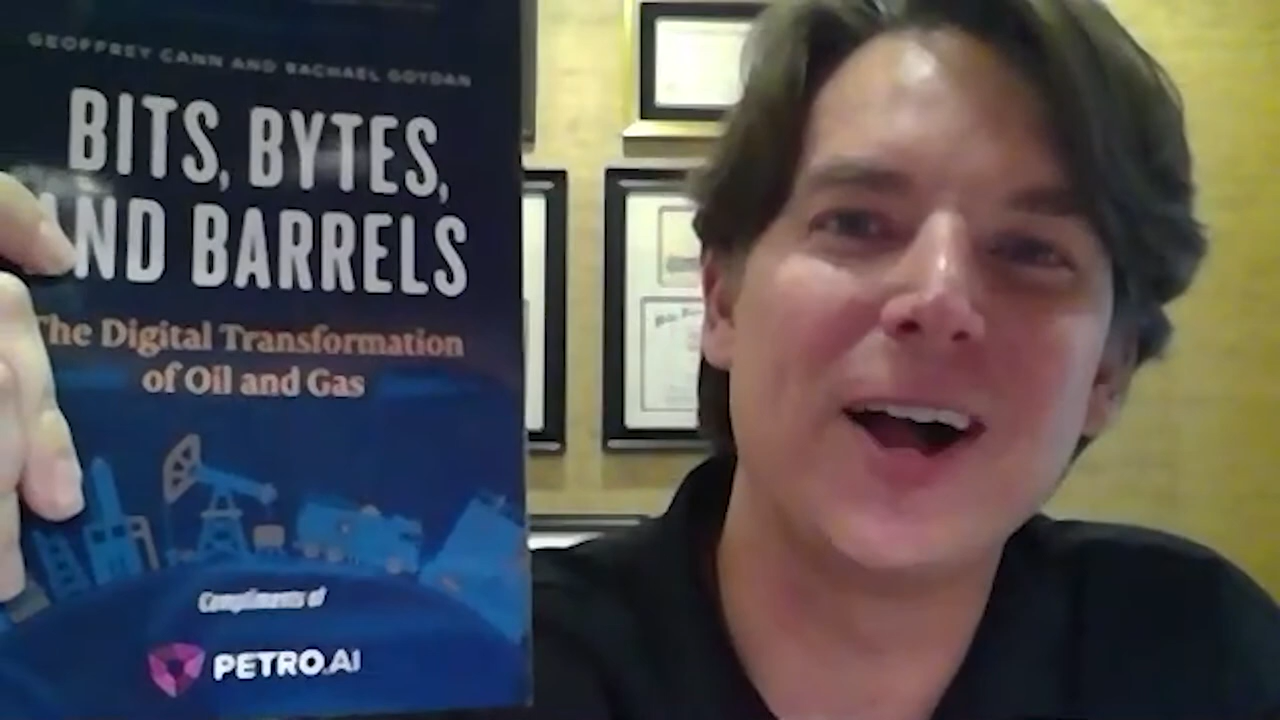 GEOFFREY CANN AND RACHAEL GOYDAN
BITS, BYTES,
AND BARRELS
The Digital Transformation
of Oil and Gas
Compliments of
PETRO.AI